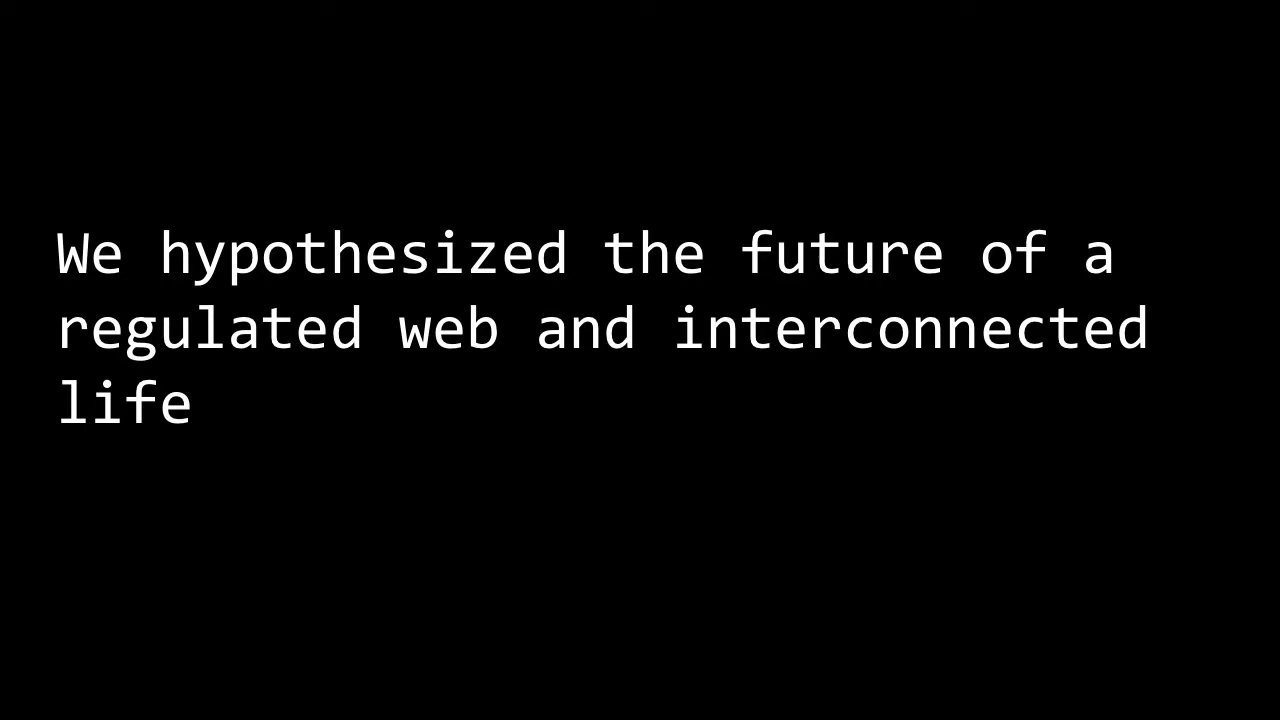 We hypothesized the future of a
regulated web and interconnected
life